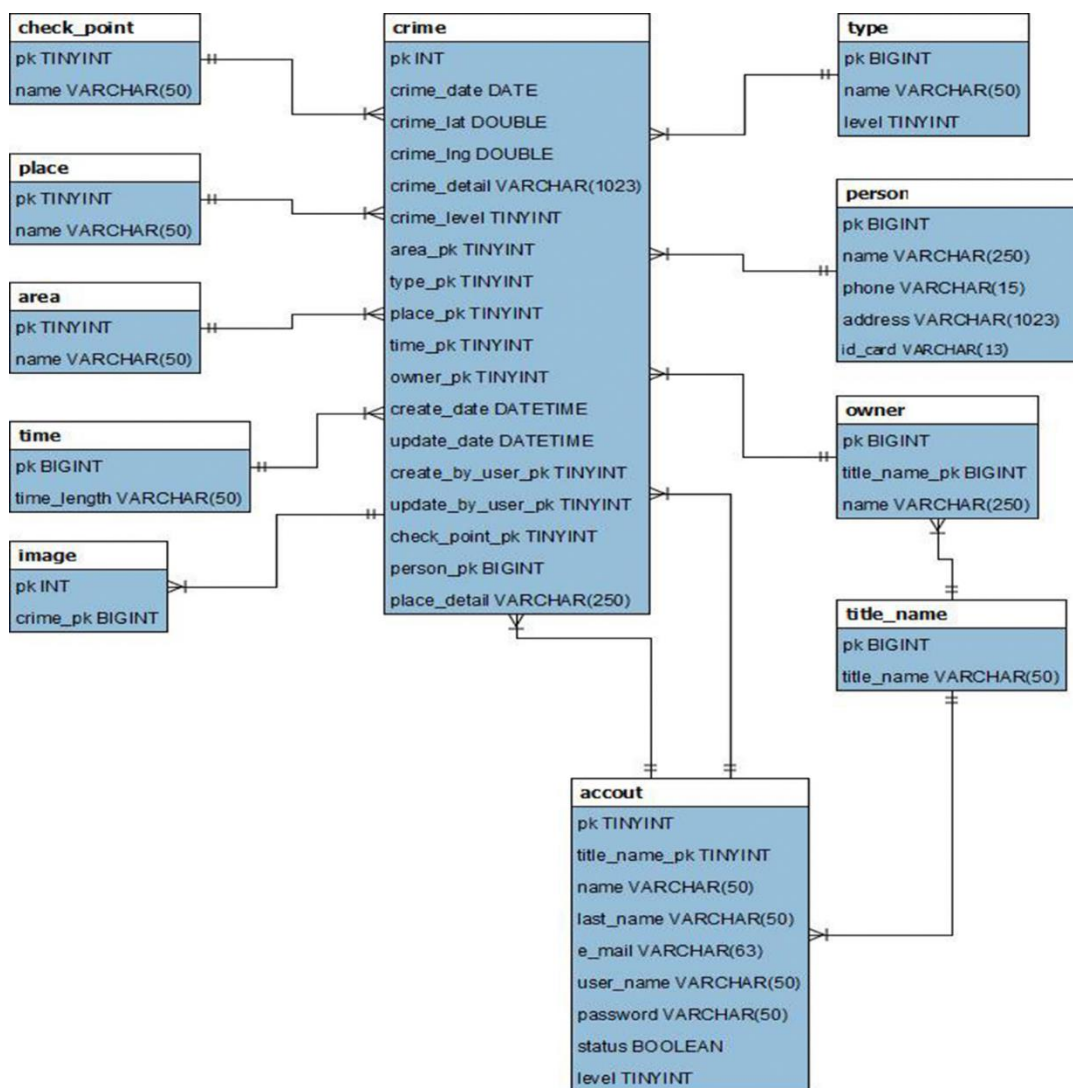 check_point
pk TINYINT
name VARCHAR(50)
place
pk TINYINT
name VARCHAR(50)
area
pk TINYINT
name VARCHAR(50)
time
pk BIGINT
time_length VARCHAR(50)
image
pk INT
crime_pk BIGINT
crime
pk INT
crime_date DATE
crime_lat DOUBLE
crime_lng DOUBLE
crime_detail VARCHAR(1023)
crime_level TINYINT
area_pk TINYINT
type_pk TINYINT
place_pk TINYINT
time_pk TINYINT
owner_pk TINYINT
create_date DATETIME
update_date DATETIME
create_by_user_pk TINYINT
update_by_user_pk TINYINT
check_point_pk TINYINT
person_pk BIGINT
place_detail VARCHAR(250)
type
pk BIGINT
name VARCHAR(50)
level TINYINT
person
pk BIGINT
name VARCHAR(250)
phone VARCHAR(15)
address VARCHAR(1023)
id_card VARCHAR(13)
owner
pk BIGINT
title_name_pk BIGINT
name VARCHAR(250)
title_name
pk BIGINT
title_name VARCHAR(50)
accout
pk TINYINT
title_name_pk TINYINT
name VARCHAR(50)
last_name VARCHAR(50)
e_mail VARCHAR(63)
user_name VARCHAR(50)
password VARCHAR(50)
status BOOLEAN
level TINYINT